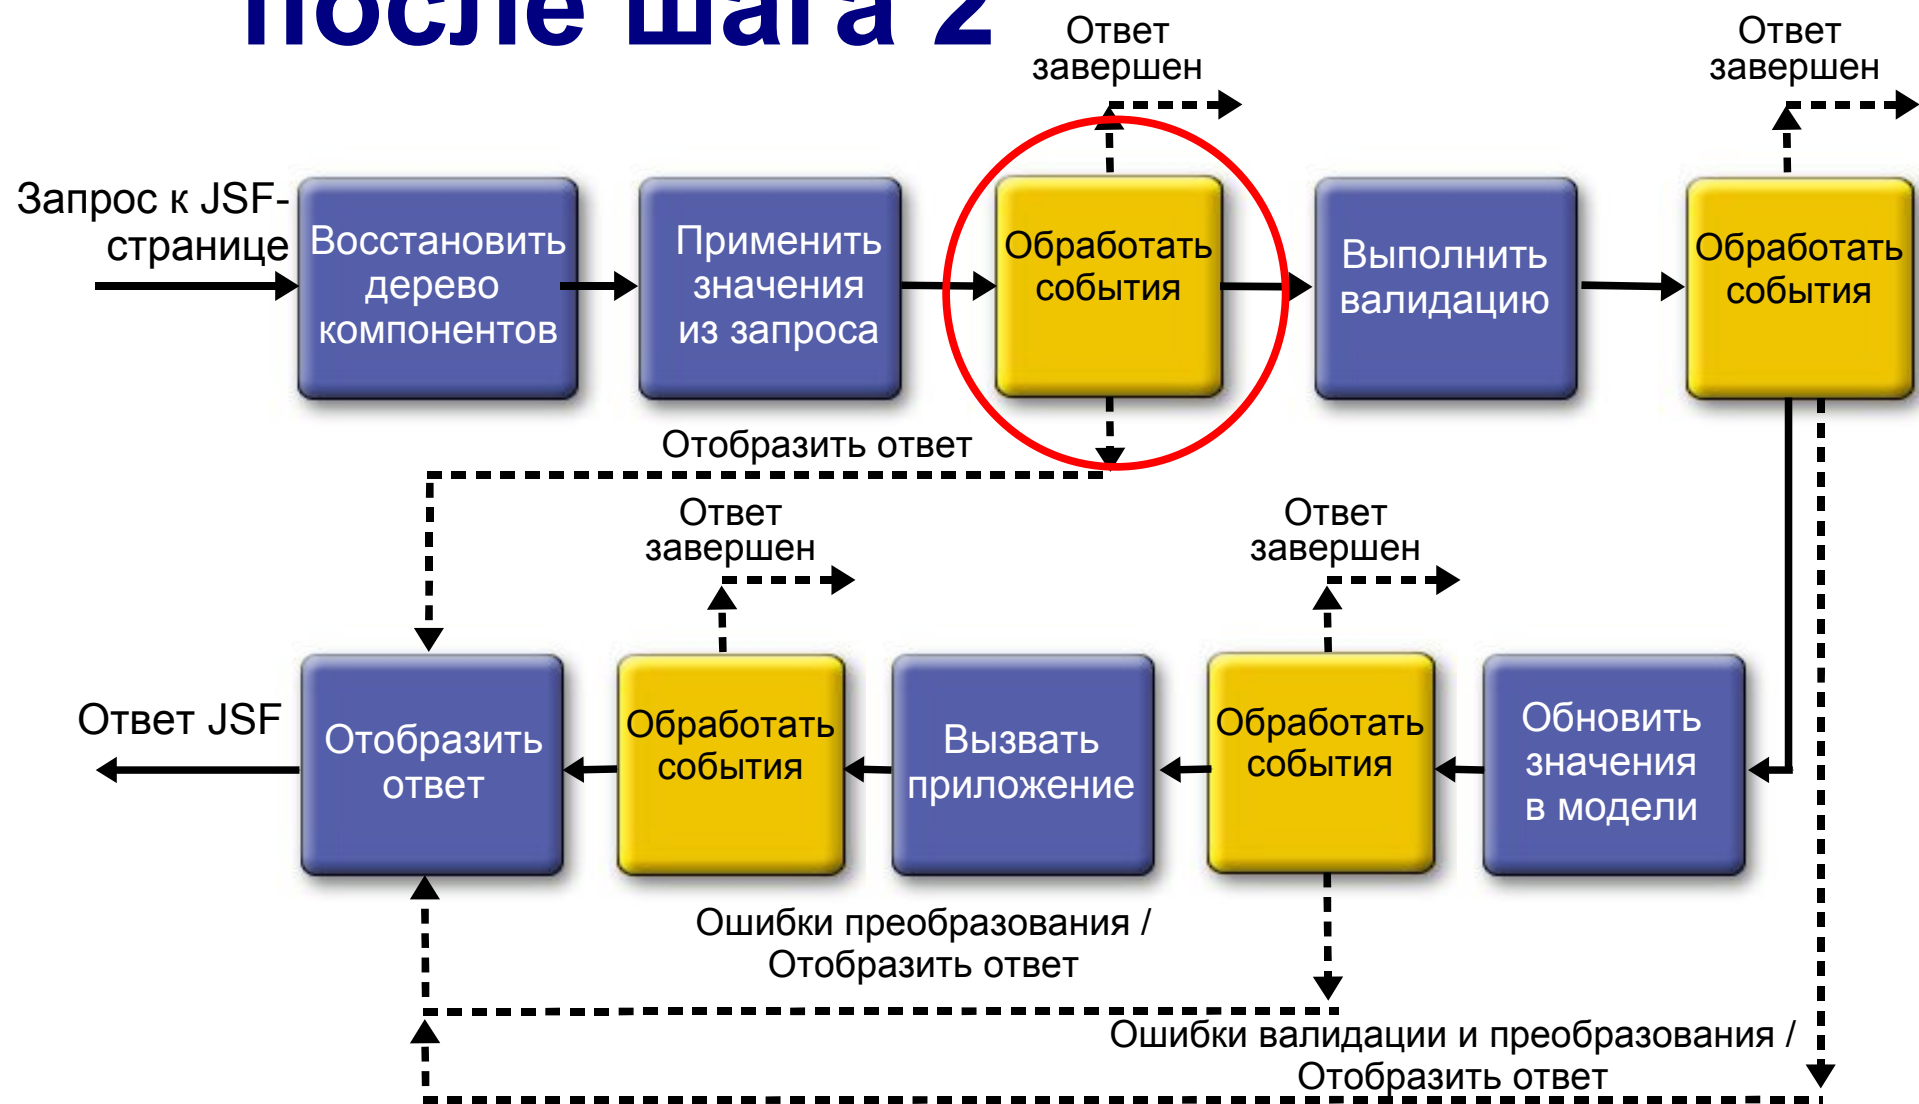 после шага 2
Ответ
завершен
Ответ
завершен
Запрос к JSF-
странице
Восстановить
дерево
компонентов
Применить
значения
из запроса
Обработать
события
Выполнить
валидацию
Обработать
события
Отобразить ответ
Ответ
завершен
Ответ
завершен
Ответ JSF
Отобразить
ответ
Обработать
события
Вызвать
приложение
Обработать
события
Обновить
значения
в модели
Ошибки преобразования /
Отобразить ответ
Ошибки валидации и преобразования /
Отобразить ответ